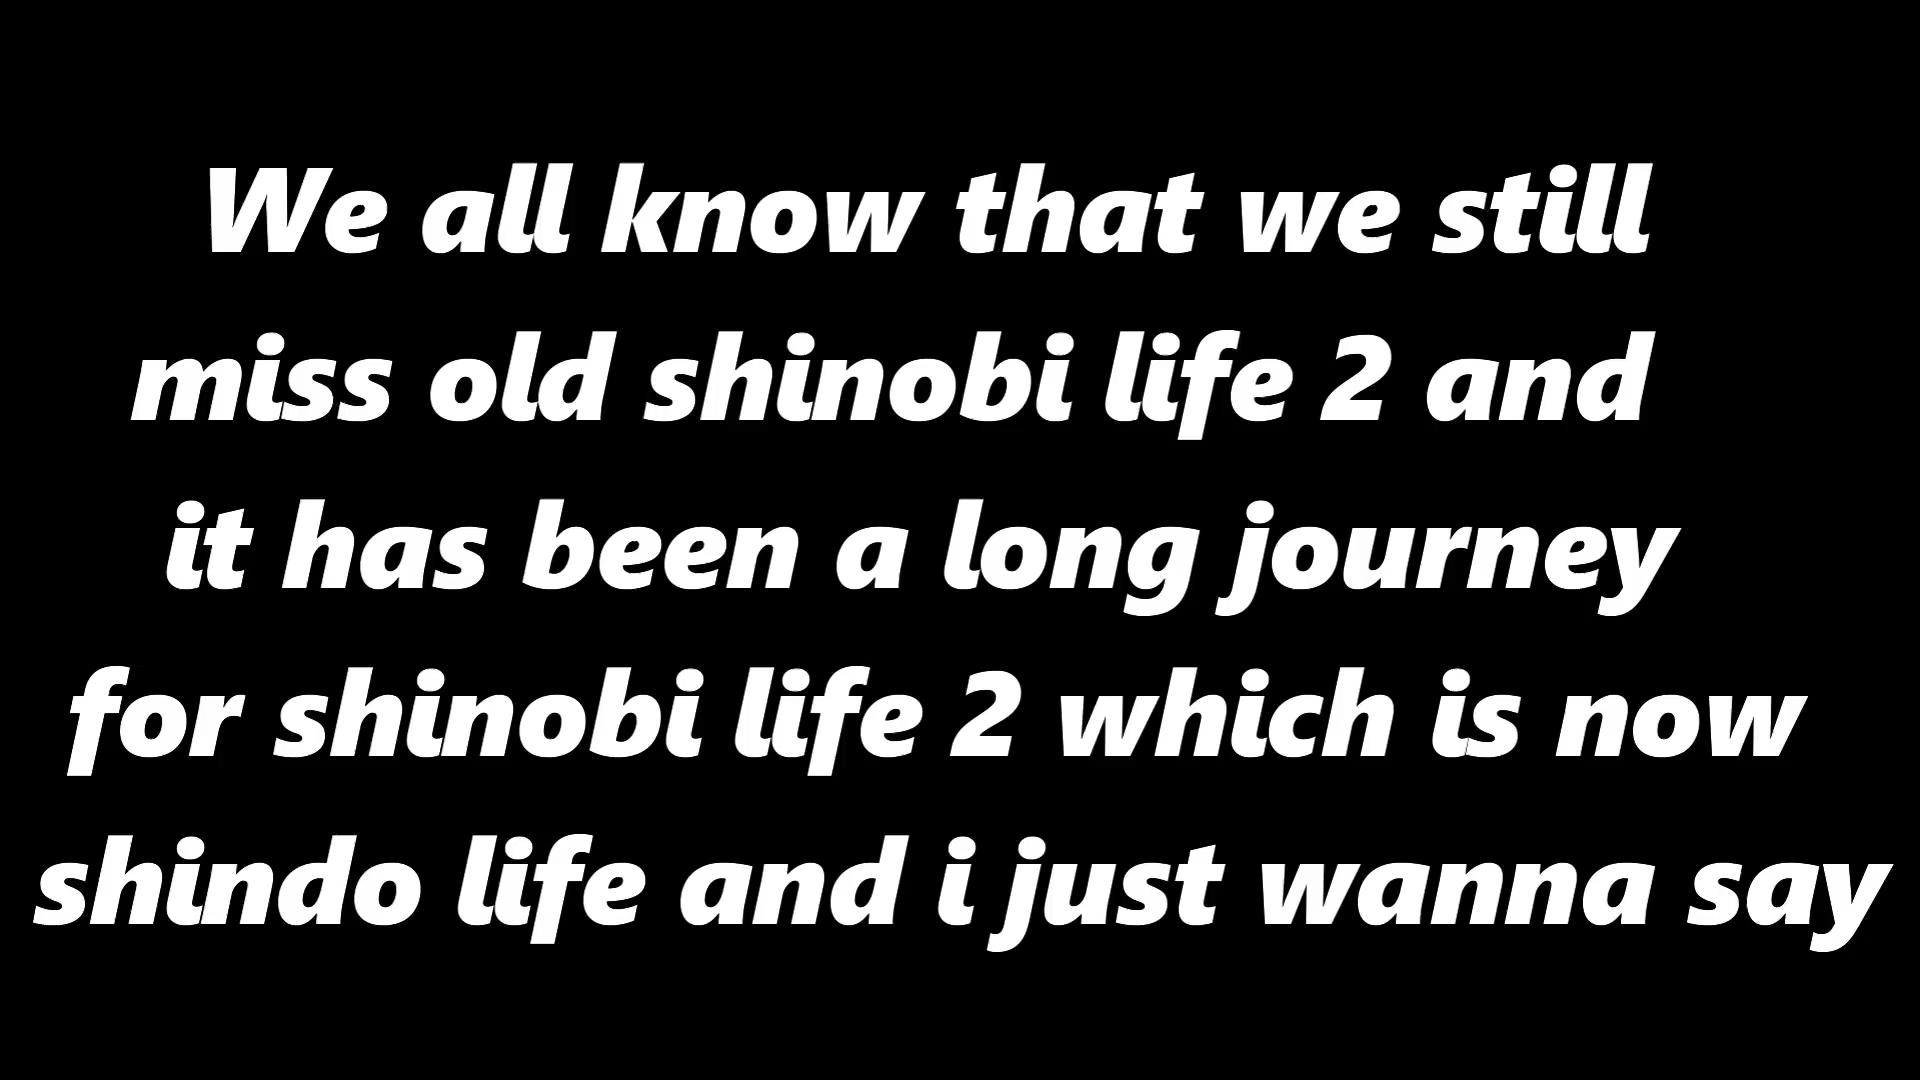 We all know that we still
miss old shinobi life 2 and
it has been a long journey
for shinobi life 2 which is now
shindo life and i just wanna say